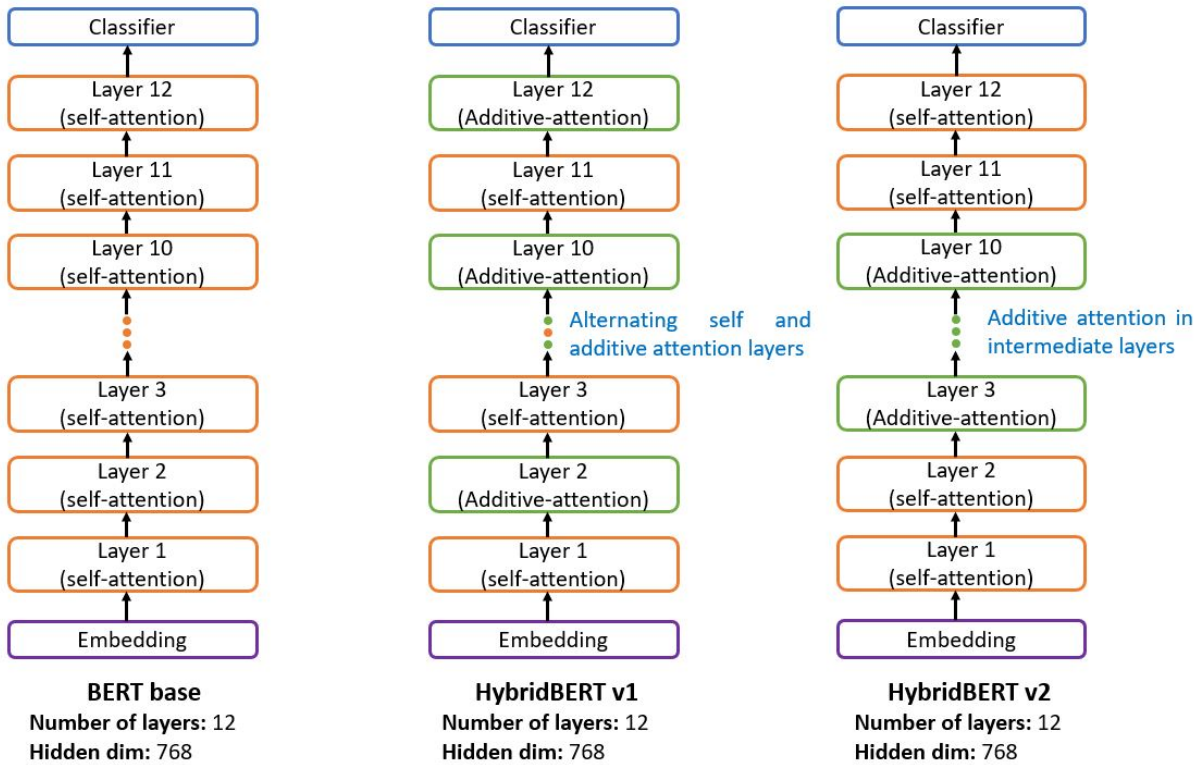 Classifier
Layer 12
(self-attention)
Layer 11
(self-attention)
Layer 10
(self-attention)
Layer 3
(self-attention)
Layer 2
(self-attention)
Layer 1
(self-attention)
Embedding
BERT base
Number of layers: 12
Hidden dim: 768
Classifier
Layer 12
(Additive-attention)
Layer 11
(self-attention)
Layer 10
(Additive-attention)
Alternating self and
additive attention layers
Layer 3
(self-attention)
Layer 2
(Additive-attention)
Layer 1
(self-attention)
Embedding
HybridBERT v1
Number of layers: 12
Hidden dim: 768
Classifier
Layer 12
(self-attention)
Layer 11
(self-attention)
Layer 10
(Additive-attention)
Additive attention in
intermediate layers
Layer 3
(Additive-attention)
Layer 2
(self-attention)
Layer 1
(self-attention)
Embedding
HybridBERT v2
Number of layers: 12
Hidden dim: 768